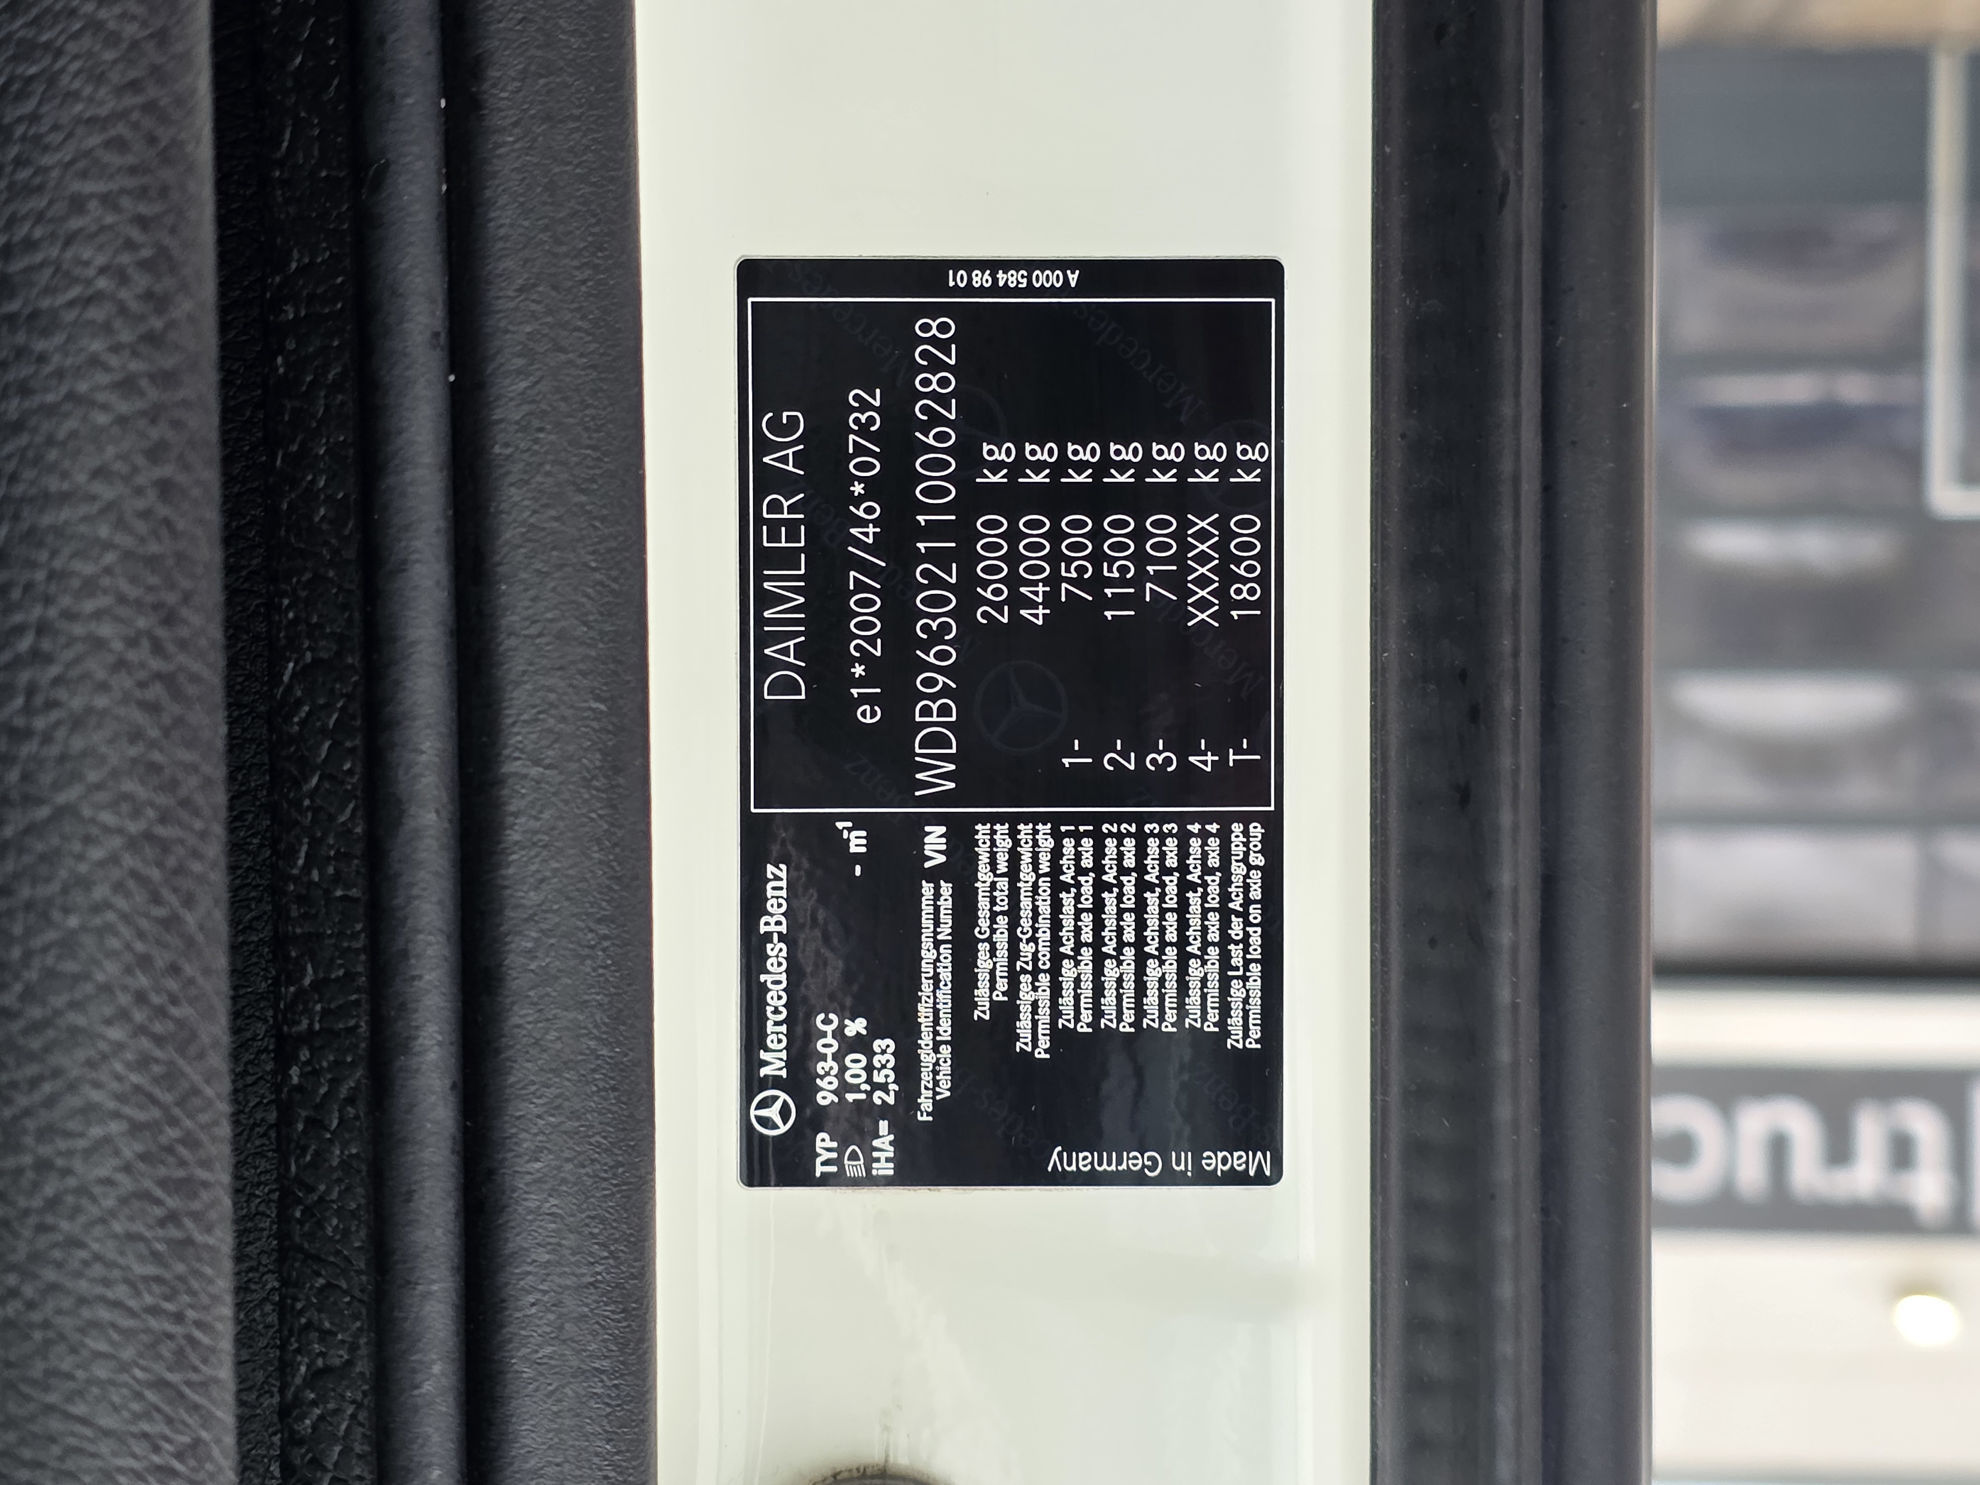 Mercedes-Benz
DAIMLER AG
TYP 963-0-C
1,00 % - m-1
e1*2007/46*0732
iHA= 2,533
Fahrzeugidentifizierungsnummer
Vehicle Identification Number VIN
WDB96302110062828
Zulässiges Gesamtgewicht
Permissible total weight
26000 kg
Zulässiges Zug-Gesamtgewicht
Permissible combination weight
44000 kg
Zulässige Achslast, Achse 1
Permissible axle load, axle 1
1- 7500 kg
Zulässige Achslast, Achse 2
Permissible axle load, axle 2
2- 11500 kg
Zulässige Achslast, Achse 3
Permissible axle load, axle 3
3- 7100 kg
Zulässige Achslast, Achse 4
Permissible axle load, axle 4
4- XXXXX kg
Zulässige Last der Achsgruppe
Permissible load on axle group
T- 18600 kg
Made in Germany
A 000 584 98 01